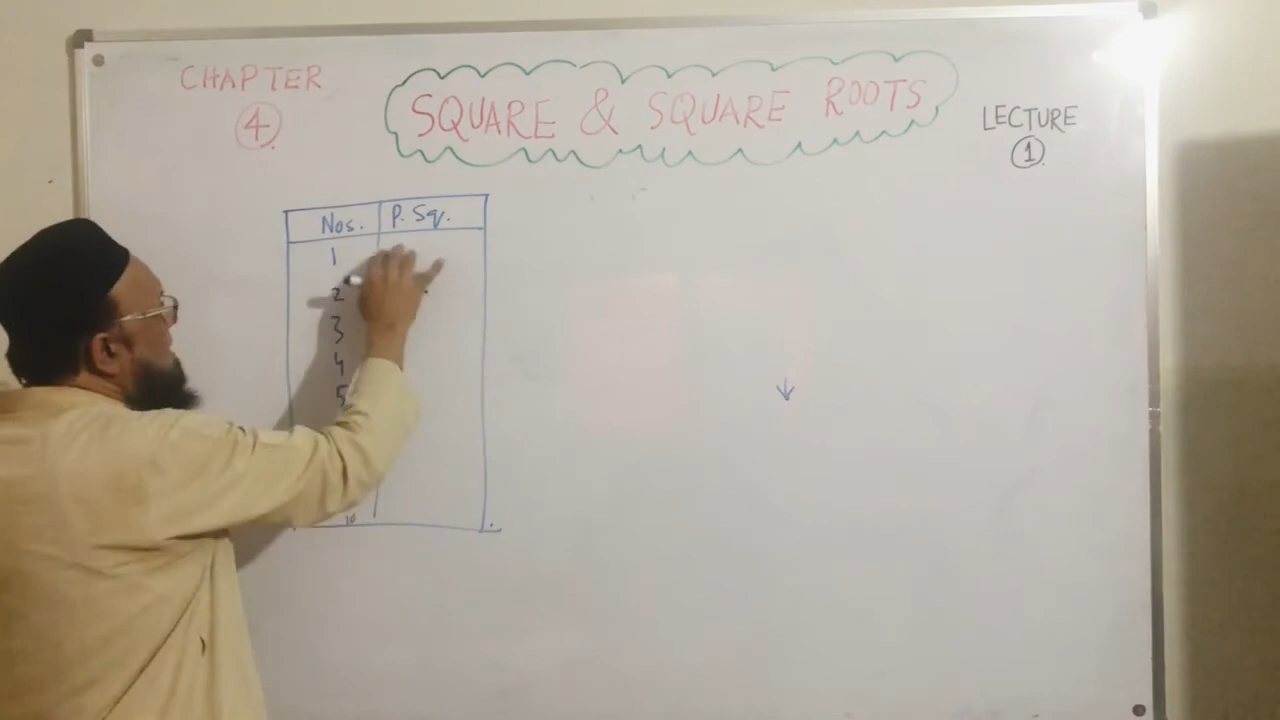 CHAPTER
4.
SQUARE & SQUARE ROOTS
LECTURE
1.
Nos. P. Sq.
1
2
3
4
5
10